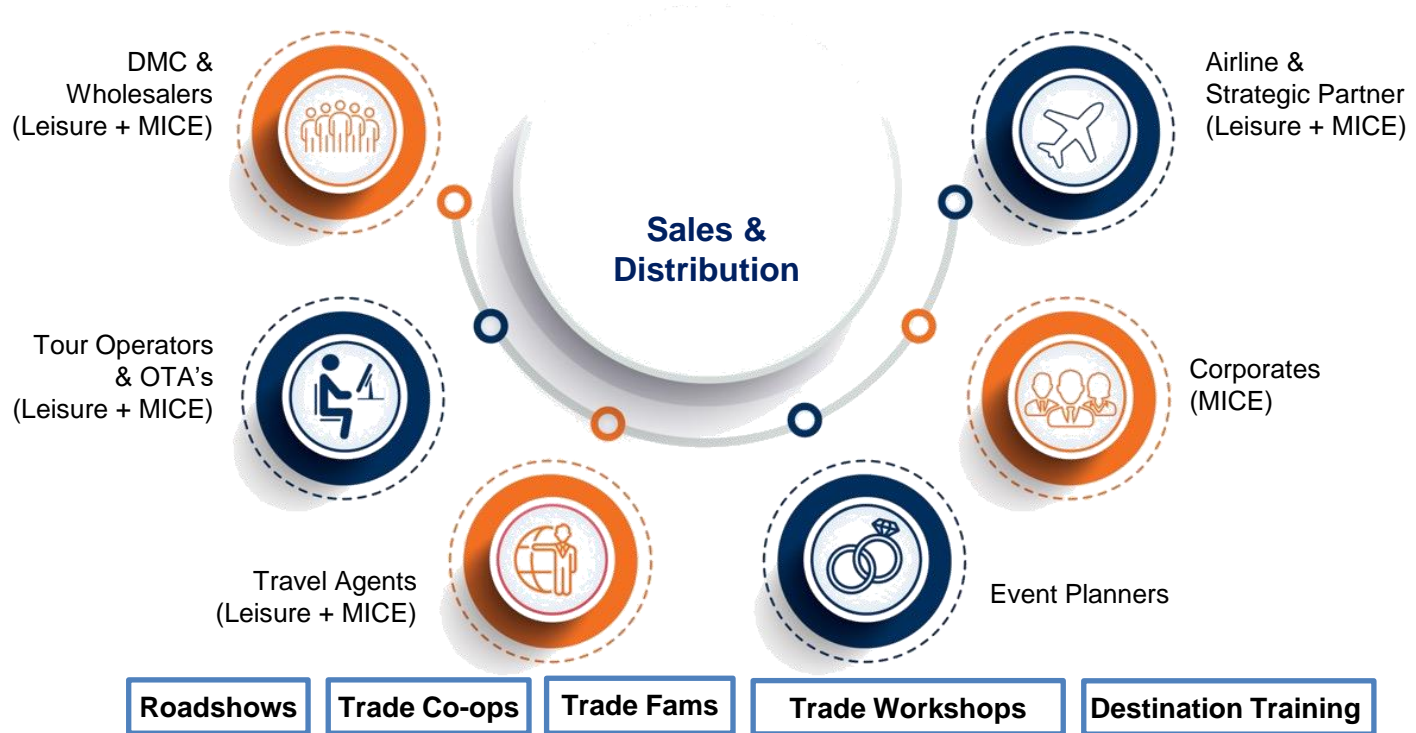 DMC &
Wholesalers
(Leisure + MICE)
Airline &
Strategic Partner
(Leisure + MICE)
Sales &
Distribution
Tour Operators
& OTA's
(Leisure + MICE)
Corporates
(MICE)
Travel Agents
(Leisure + MICE)
Event Planners
Roadshows
Trade Co-ops
Trade Fams
Trade Workshops
Destination Training